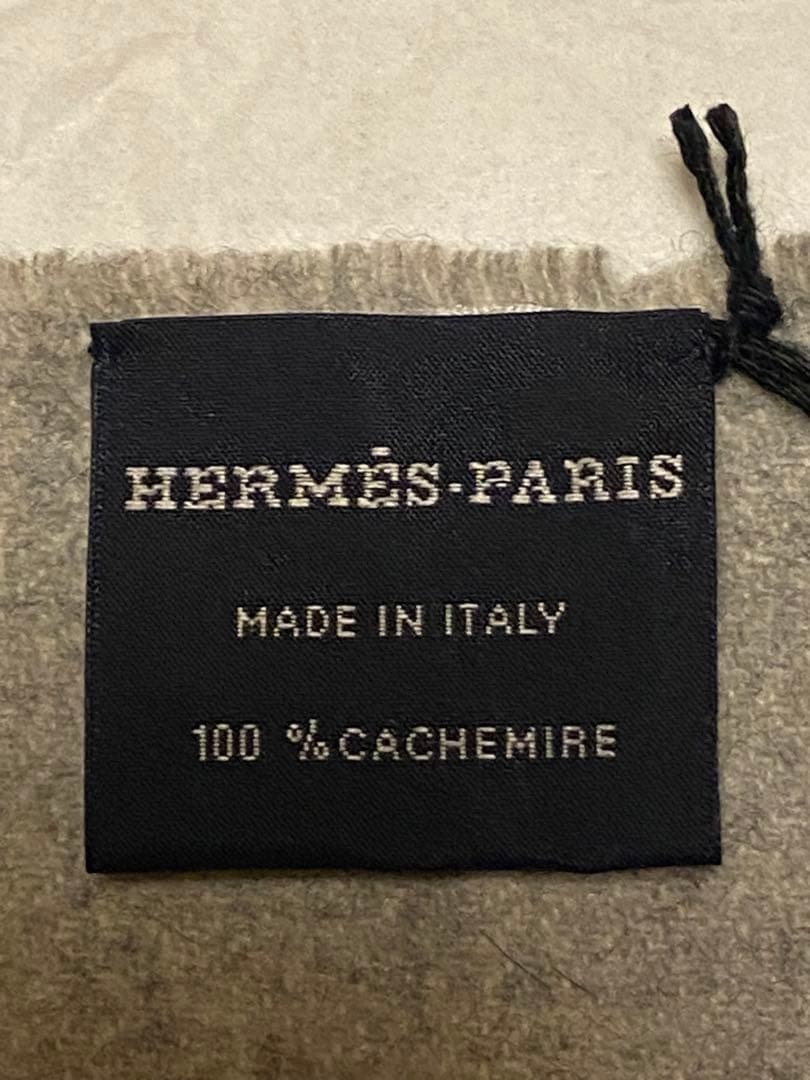 HERMÈS-PARIS
MADE IN ITALY
100 % CACHEMIRE